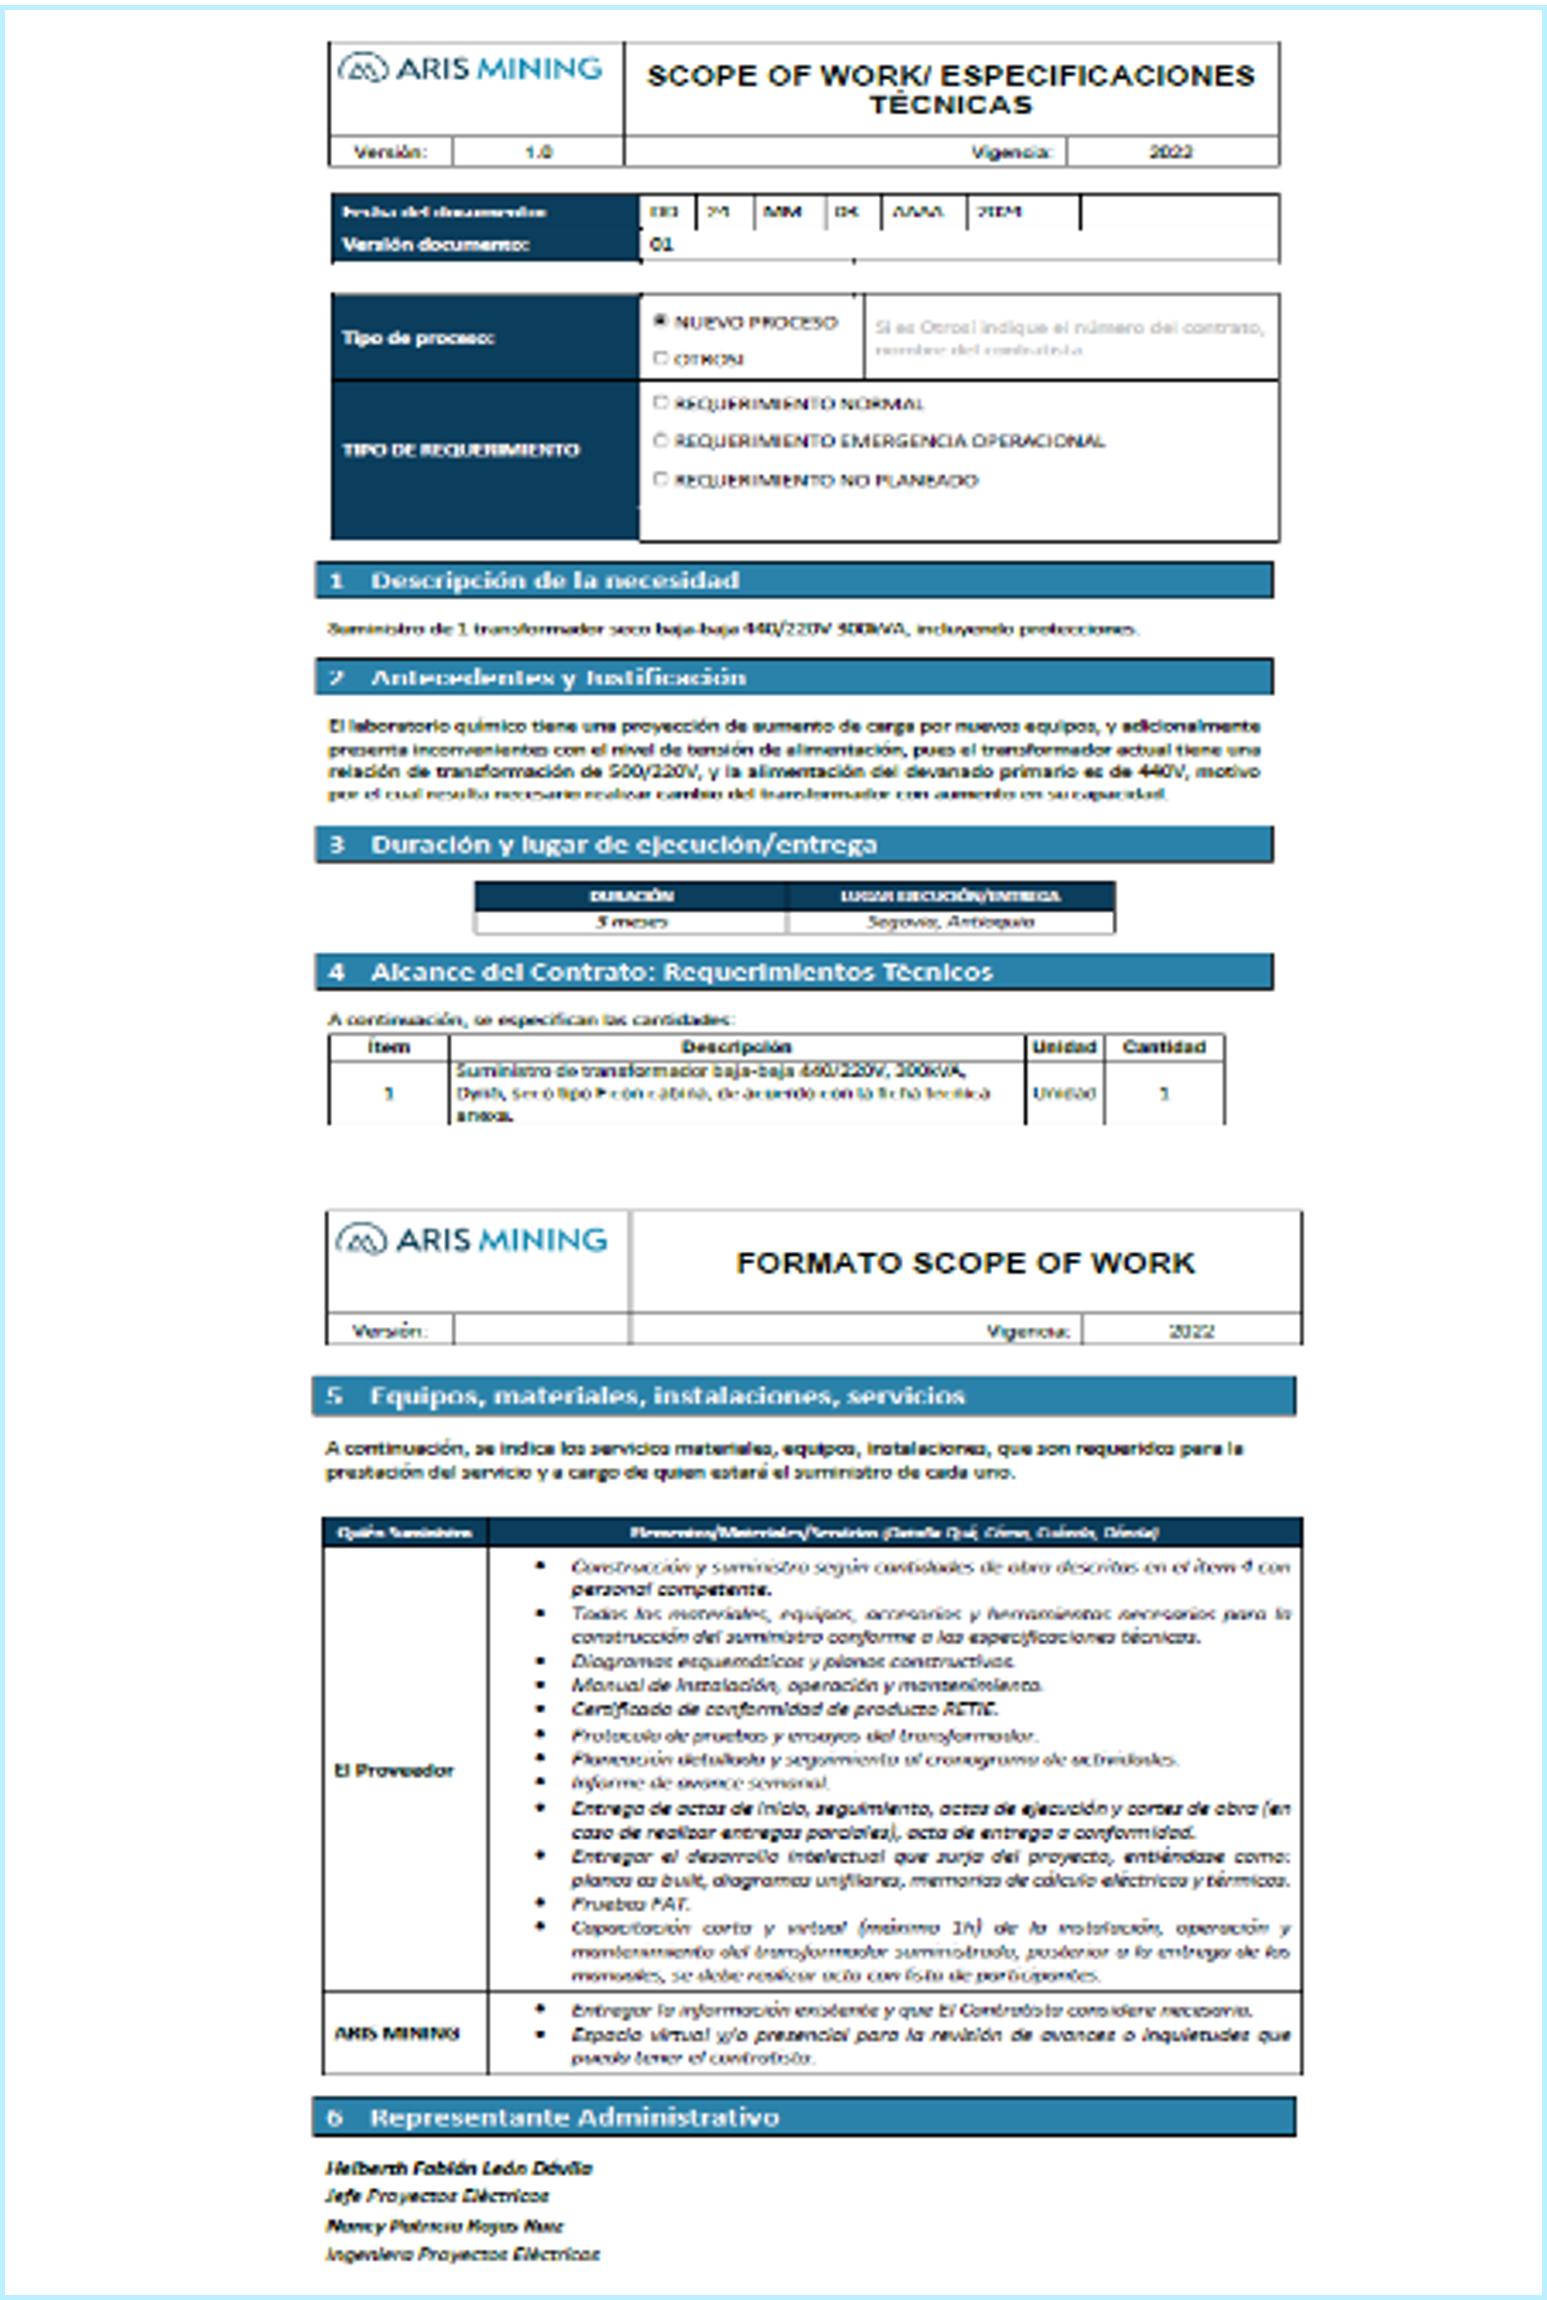 ARIS MINING
SCOPE OF WORK/ ESPECIFICACIONES
TÉCNICAS
Versión: 1.0 Vigencia: 2022
Fecha del documento: DD 24 MM AAAA 2024
Versión documento: 01
Tipo de proceso:
NUEVO PROCESO
OTROSI
Si es Otrosí indique el número del contrato,
nombre del contratista
TIPO DE REQUERIMIENTO
REQUERIMIENTO NORMAL
REQUERIMIENTO EMERGENCIA OPERACIONAL
REQUERIMIENTO NO PLANEADO
1 Descripción de la necesidad
Suministro de 1 transformador seco baja-baja 440/220V 300kVA, incluyendo protecciones.
2 Antecedentes y Justificación
El laboratorio químico tiene una proyección de aumento de carga por nuevos equipos, y adicionalmente
presenta inconvenientes con el nivel de tensión de alimentación, pues el transformador actual tiene una
relación de transformación de 500/220V, y la alimentación del devanado primario es de 440V, motivo
por el cual resulta necesario realizar cambio del transformador con aumento en su capacidad.
3 Duración y lugar de ejecución/entrega
DURACIÓN LUGAR EJECUCIÓN/ENTREGA
meses Segovia, Antioquia
4 Alcance del Contrato: Requerimientos Técnicos
A continuación, se especifican las cantidades:
Ítem Descripción Unidad Cantidad
1 Suministro de transformador baja-baja 440/220V, 300kVA,
seco tipo F con cabina, de acuerdo con la ficha técnica
anexa. Unidad 1
ARIS MINING
FORMATO SCOPE OF WORK
Versión: Vigencia: 2022
5 Equipos, materiales, instalaciones, servicios
A continuación, se indica los servicios materiales, equipos, instalaciones, que son requeridos para la
prestación del servicio y a cargo de quien estará el suministro de cada uno.
Quién Suministra Elementos/Materiales/Servicios (Detalle Qué, Cómo, Cuándo, Dónde)
El Proveedor
• Construcción y suministro según cantidades de obra descritas en el ítem 4 con
personal competente.
• Todos los materiales, equipos, accesorios y herramientas necesarios para la
construcción del suministro conforme a las especificaciones técnicas.
• Diagramas esquemáticos y planos constructivos.
• Manual de instalación, operación y mantenimiento.
• Certificado de conformidad de producto RETIE.
• Protocolo de pruebas y ensayos del transformador.
• Planeación detallada y seguimiento al cronograma de actividades.
• Informe de avance semanal.
• Entrega de actas de inicio, seguimiento, actas de ejecución y cortes de obra (en
caso de realizar entregas parciales), acta de entrega a conformidad.
• Entregar el desarrollo intelectual que surja del proyecto, entiéndase como:
planos as built, diagramas unifilares, memorias de cálculo eléctricos y térmicos.
• Pruebas FAT.
• Capacitación corta y virtual (máximo 1h) de la instalación, operación y
mantenimiento del transformador suministrado, posterior a la entrega de los
manuales, se debe realizar acta con lista de participantes.
ARIS MINING
• Entregar la información existente y que El Contratista considere necesaria.
• Espacio virtual y/o presencial para la revisión de avances o inquietudes que
pueda tener el contratista.
6 Representante Administrativo
Helberth Fabián León Dávila
Jefe Proyectos Eléctricos
Nancy Patricia Rojas Ruiz
Ingeniera Proyectos Eléctricos